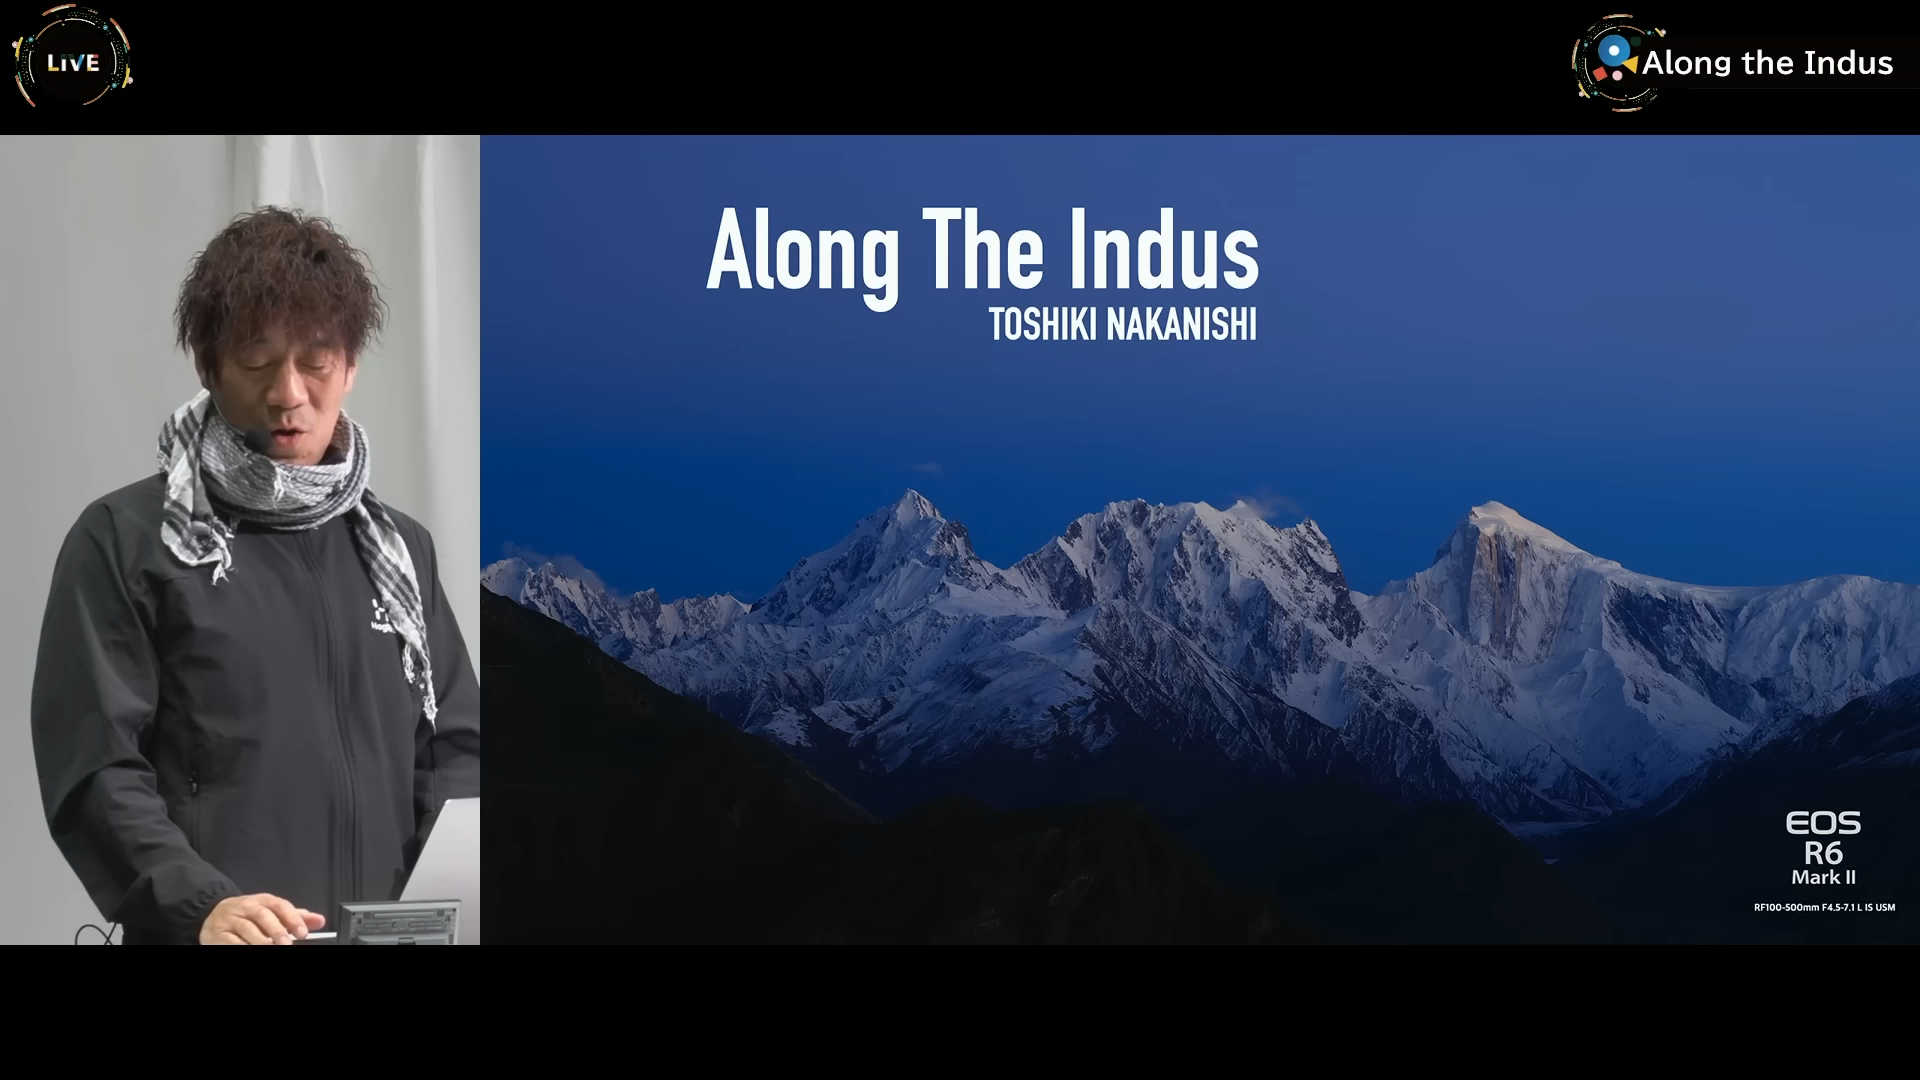 LIVE
Along the Indus
Along The Indus
TOSHIKI NAKANISHI
EOS
R6
Mark II
RF100-500mm F4.5-7.1 L IS USM